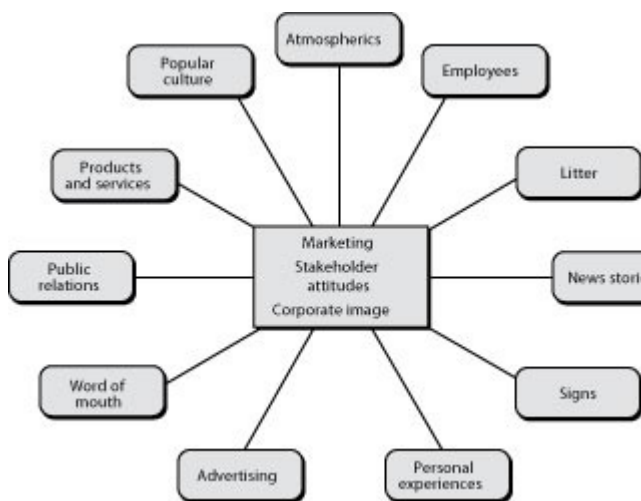 Atmospherics
Popular
culture
Employees
Products
and services
Litter
Marketing
Stakeholder
attitudes
Corporate image
Public
relations
News stori
Word of
mouth
Signs
Advertising
Personal
experiences